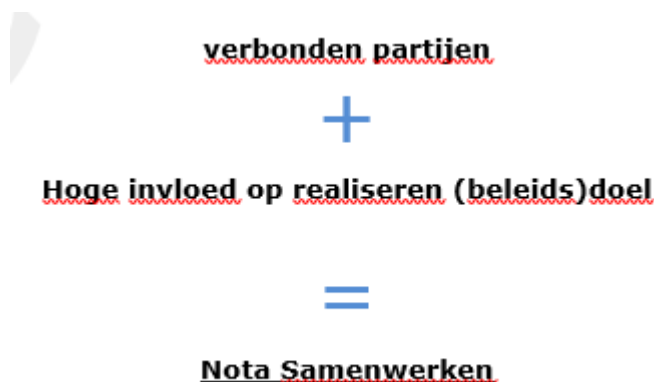 verbonden partijen
+
Hoge invloed op realiseren (beleids)doel
=
Nota Samenwerken